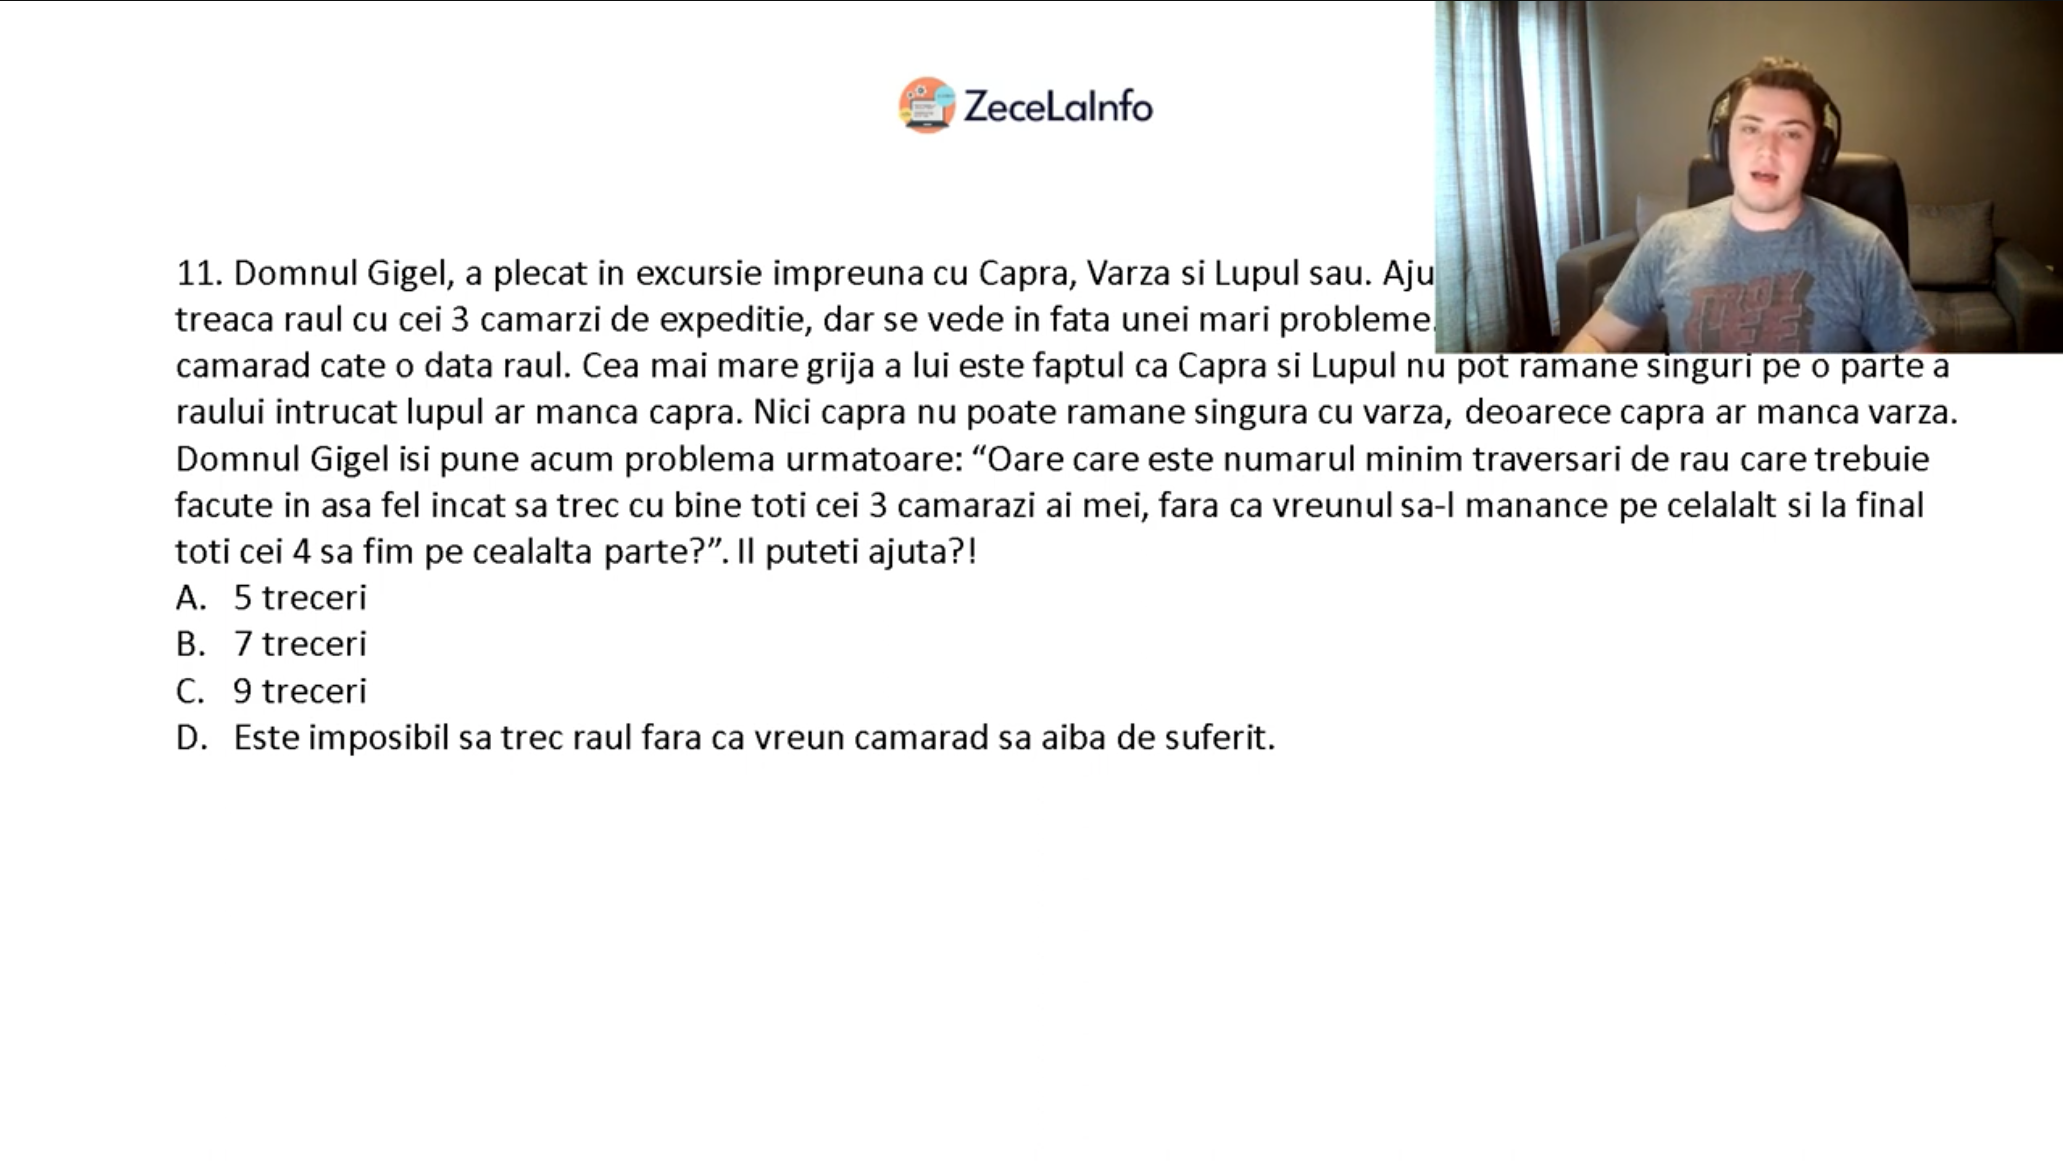 ZeceLaInfo
11. Domnul Gigel, a plecat in excursie impreuna cu Capra, Varza si Lupul sau. Aju
treaca raul cu cei 3 camarzi de expeditie, dar se vede in fata unei mari probleme.
camarad cate o data raul. Cea mai mare grija a lui este faptul ca Capra si Lupul nu pot ramane singuri pe o parte a
raului intrucat lupul ar manca capra. Nici capra nu poate ramane singura cu varza, deoarece capra ar manca varza.
Domnul Gigel isi pune acum problema urmatoare: “Oare care este numarul minim traversari de rau care trebuie
facute in asa fel incat sa trec cu bine toti cei 3 camarazi ai mei, fara ca vreunul sa-l manance pe celalalt si la final
toti cei 4 sa fim pe cealalta parte?”. Il puteti ajuta?!
A. 5 treceri
B. 7 treceri
C. 9 treceri
D. Este imposibil sa trec raul fara ca vreun camarad sa aiba de suferit.
TROY
LEE